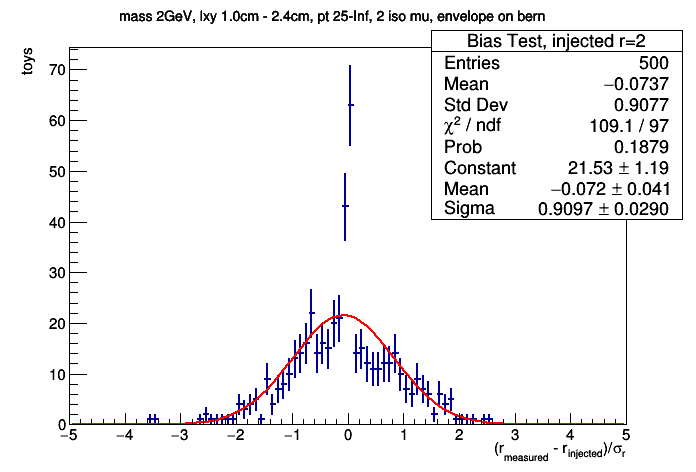 mass 2GeV, lxy 1.0cm - 2.4cm, pt 25-Inf, 2 iso mu, envelope on bern
toys
Bias Test, injected r=2
Entries 500
Mean −0.0737
Std Dev 0.9077
χ² / ndf 109.1 / 97
Prob 0.1879
Constant 21.53 ± 1.19
Mean −0.072 ± 0.041
Sigma 0.9097 ± 0.0290
70
60
50
40
30
20
10
0
−5 −4 −3 −2 −1 0 1 2 3 4 5
(r_measured - r_injected)/σ_r